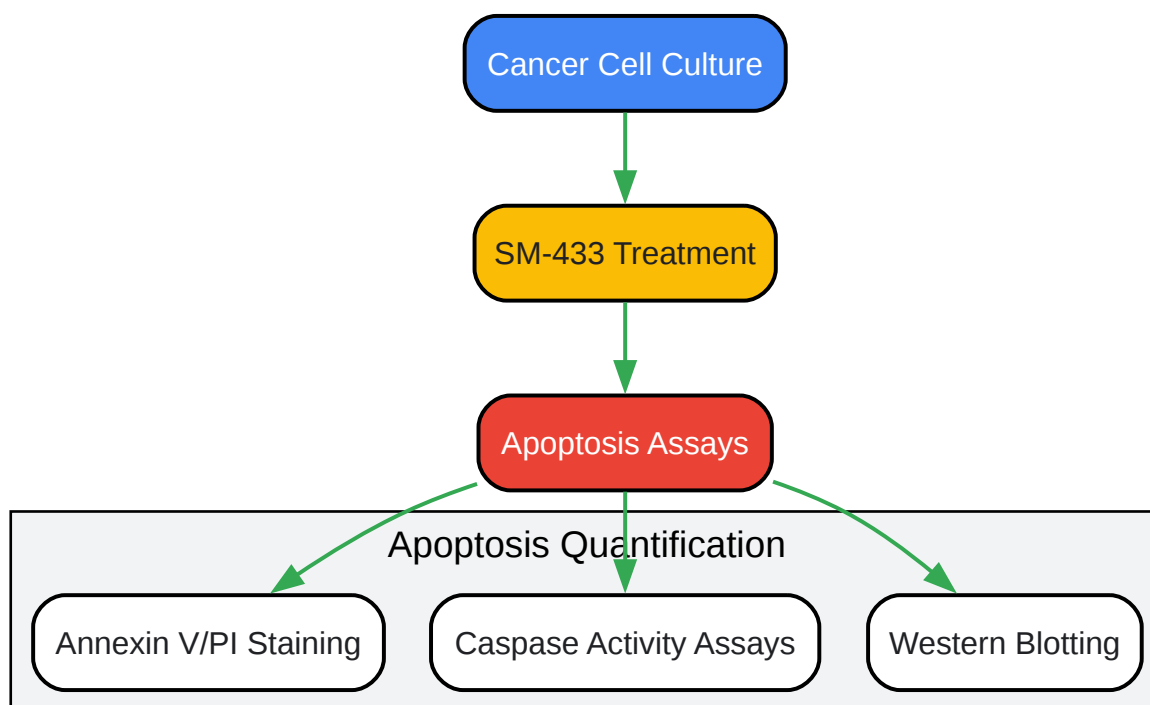 Cancer Cell Culture
SM-433 Treatment
Apoptosis Assays
Apoptosis Quantification
Annexin V/PI Staining
Caspase Activity Assays
Western Blotting